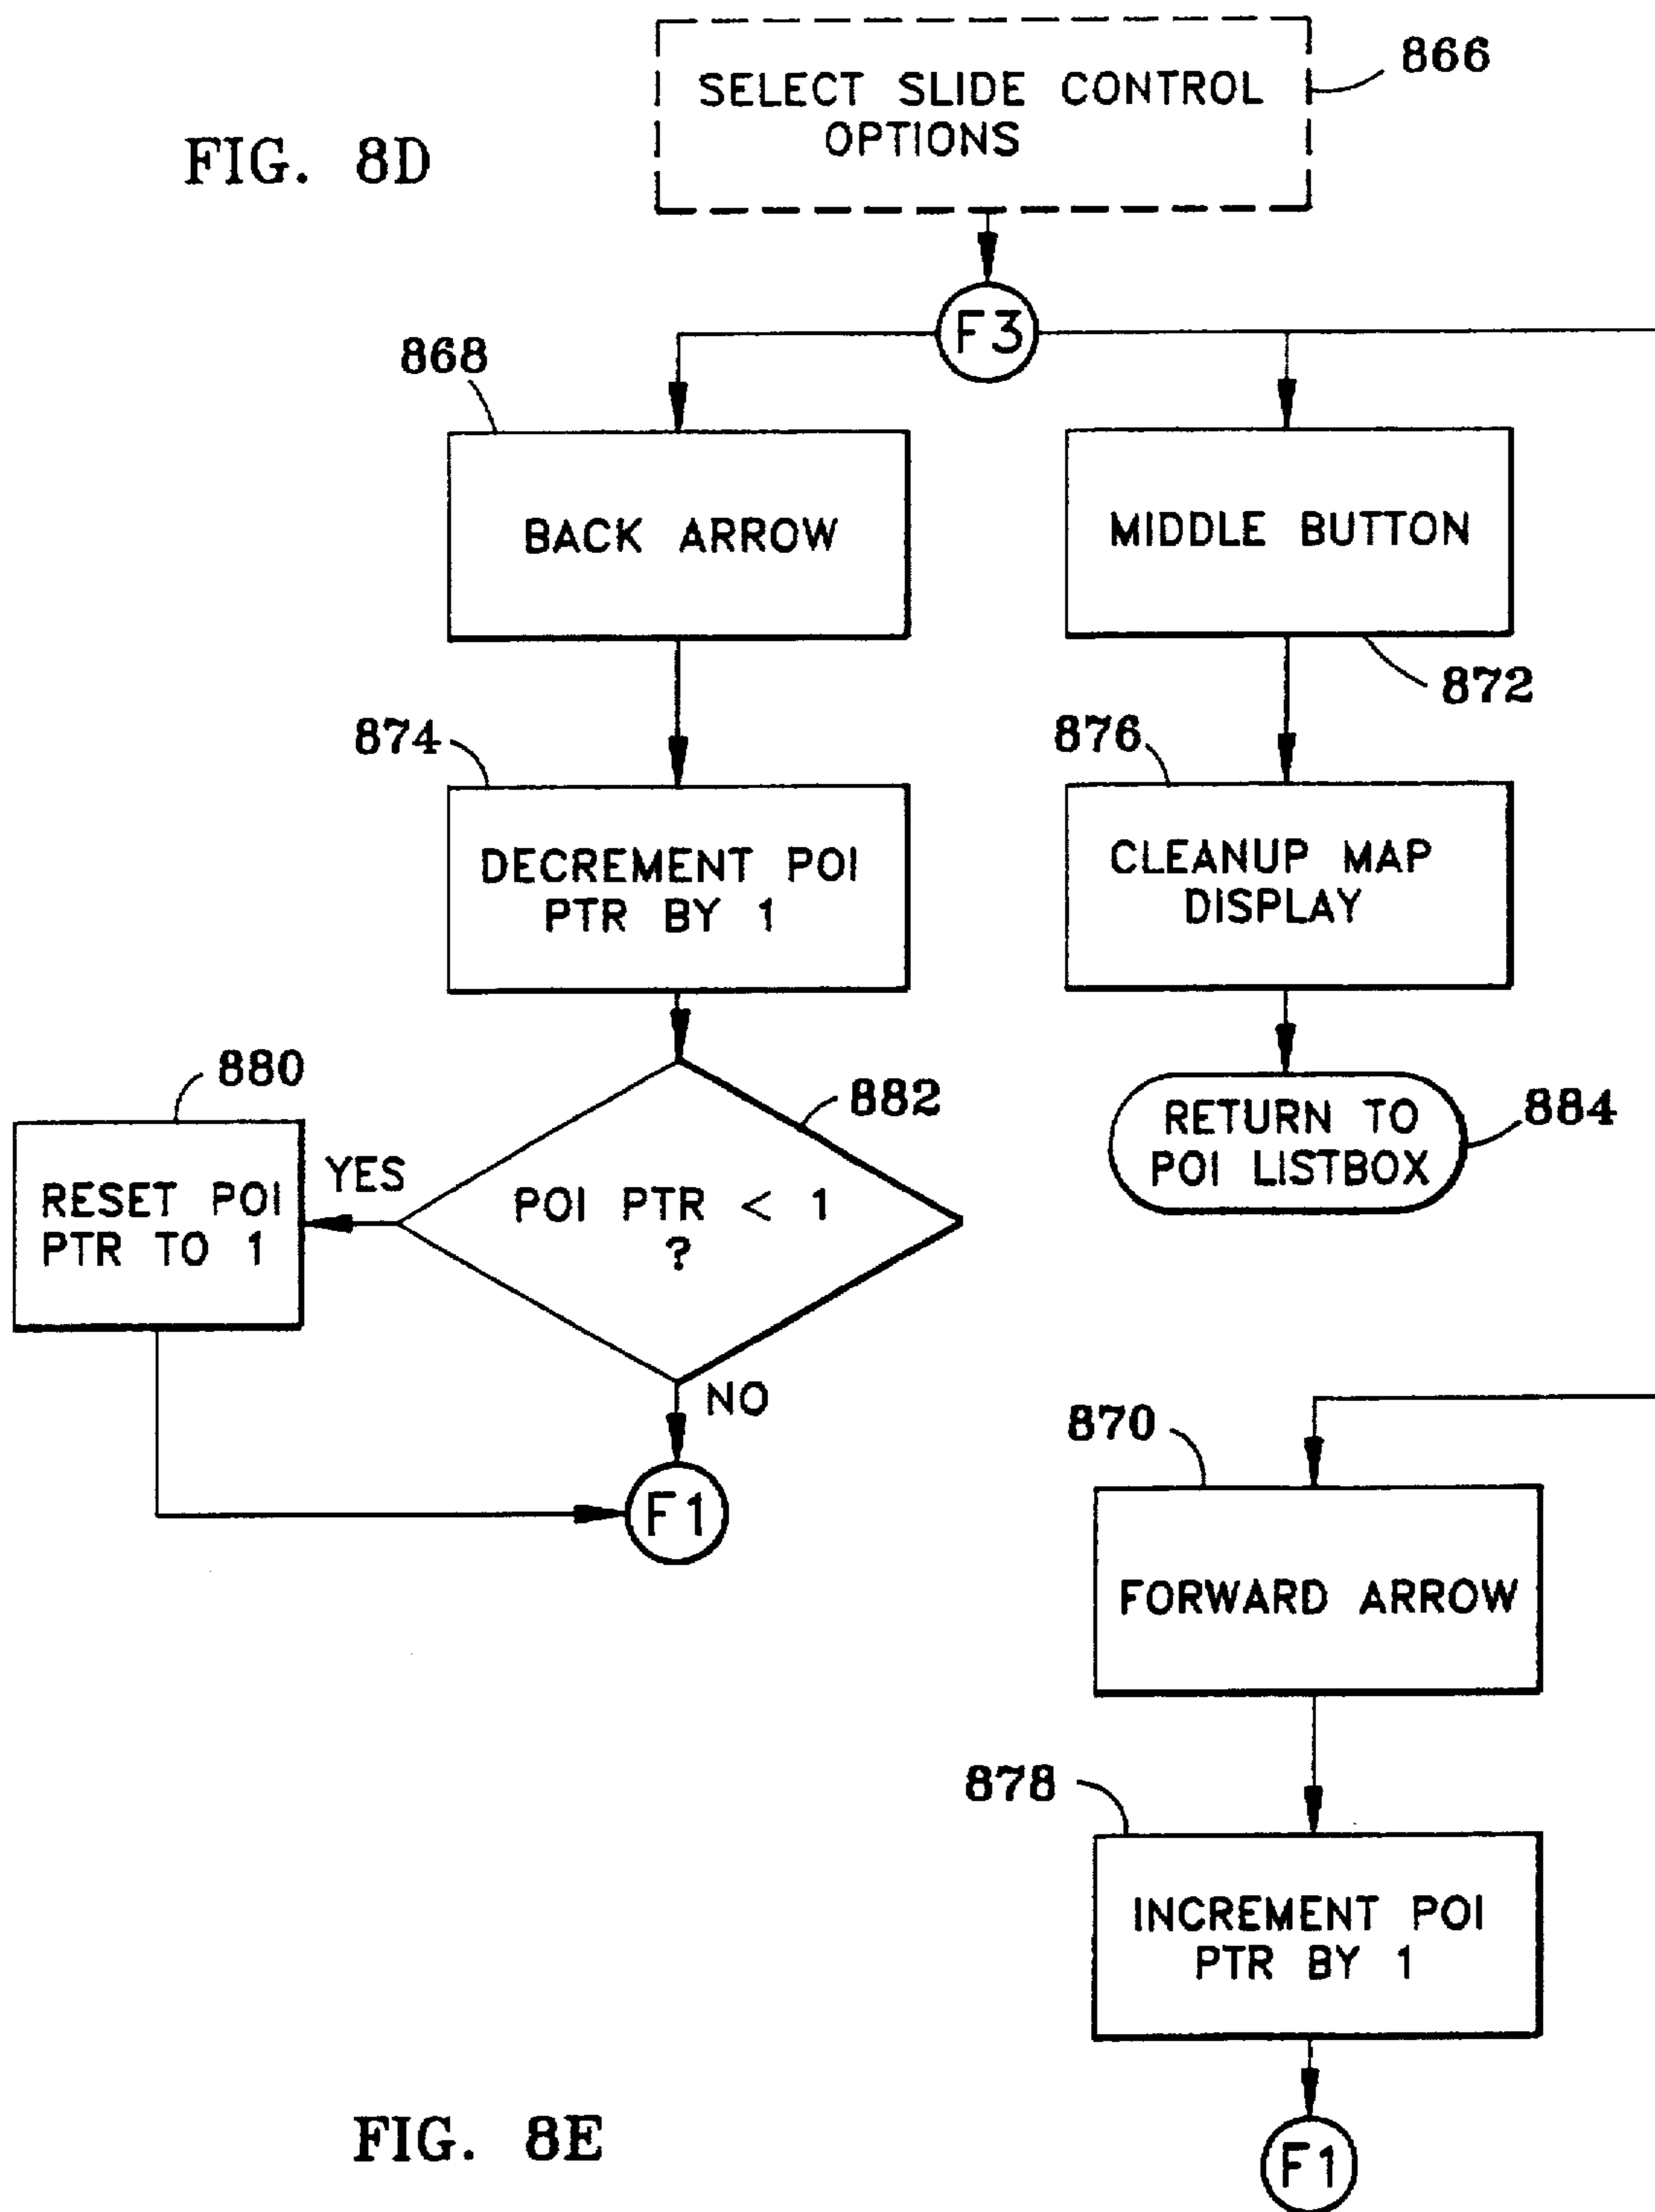 866
SELECT SLIDE CONTROL
OPTIONS
FIG. 8D
F3
868
BACK ARROW
MIDDLE BUTTON
872
874
876
DECREMENT POI
PTR BY 1
CLEANUP MAP
DISPLAY
880
882
884
RESET POI
PTR TO 1
YES
POI PTR < 1
?
RETURN TO
POI LISTBOX
NO
870
F1
FORWARD ARROW
878
INCREMENT POI
PTR BY 1
FIG. 8E
F1